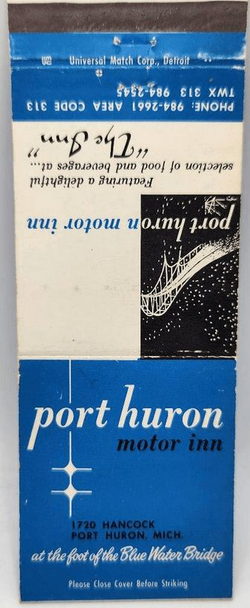 Universal Match Corp., Detroit
PHONE: 984-2661 AREA CODE 313
TWX 313 984-2645
port huron motor inn
Featuring a delightful
selection of food and beverages at...
"The Inn"
port huron
motor inn
1720 HANCOCK
PORT HURON, MICH.
at the foot of the Blue Water Bridge
Please Close Cover Before Striking